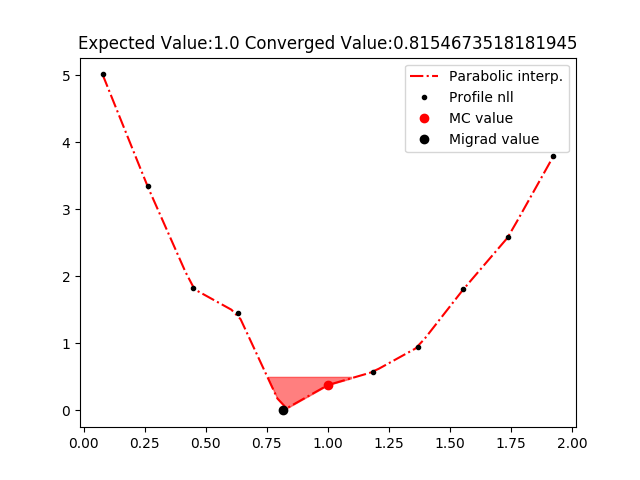 Expected Value:1.0 Converged Value:0.8154673518181945
Parabolic interp.
Profile nll
MC value
Migrad value
5
4
3
2
1
0
0.00 0.25 0.50 0.75 1.00 1.25 1.50 1.75 2.00